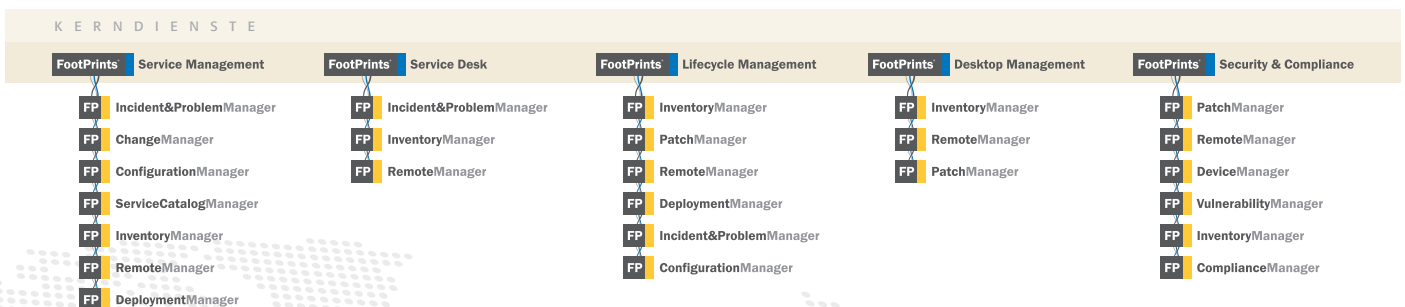 KERNDIENSTE
FootPrints Service Management
FP Incident&ProblemManager
FP ChangeManager
FP ConfigurationManager
FP ServiceCatalogManager
FP InventoryManager
FP RemoteManager
FP DeploymentManager
FootPrints Service Desk
FP Incident&ProblemManager
FP InventoryManager
FP RemoteManager
FootPrints Lifecycle Management
FP InventoryManager
FP PatchManager
FP RemoteManager
FP DeploymentManager
FP Incident&ProblemManager
FP ConfigurationManager
FootPrints Desktop Management
FP InventoryManager
FP RemoteManager
FP PatchManager
FootPrints Security & Compliance
FP PatchManager
FP RemoteManager
FP DeviceManager
FP VulnerabilityManager
FP InventoryManager
FP ComplianceManager